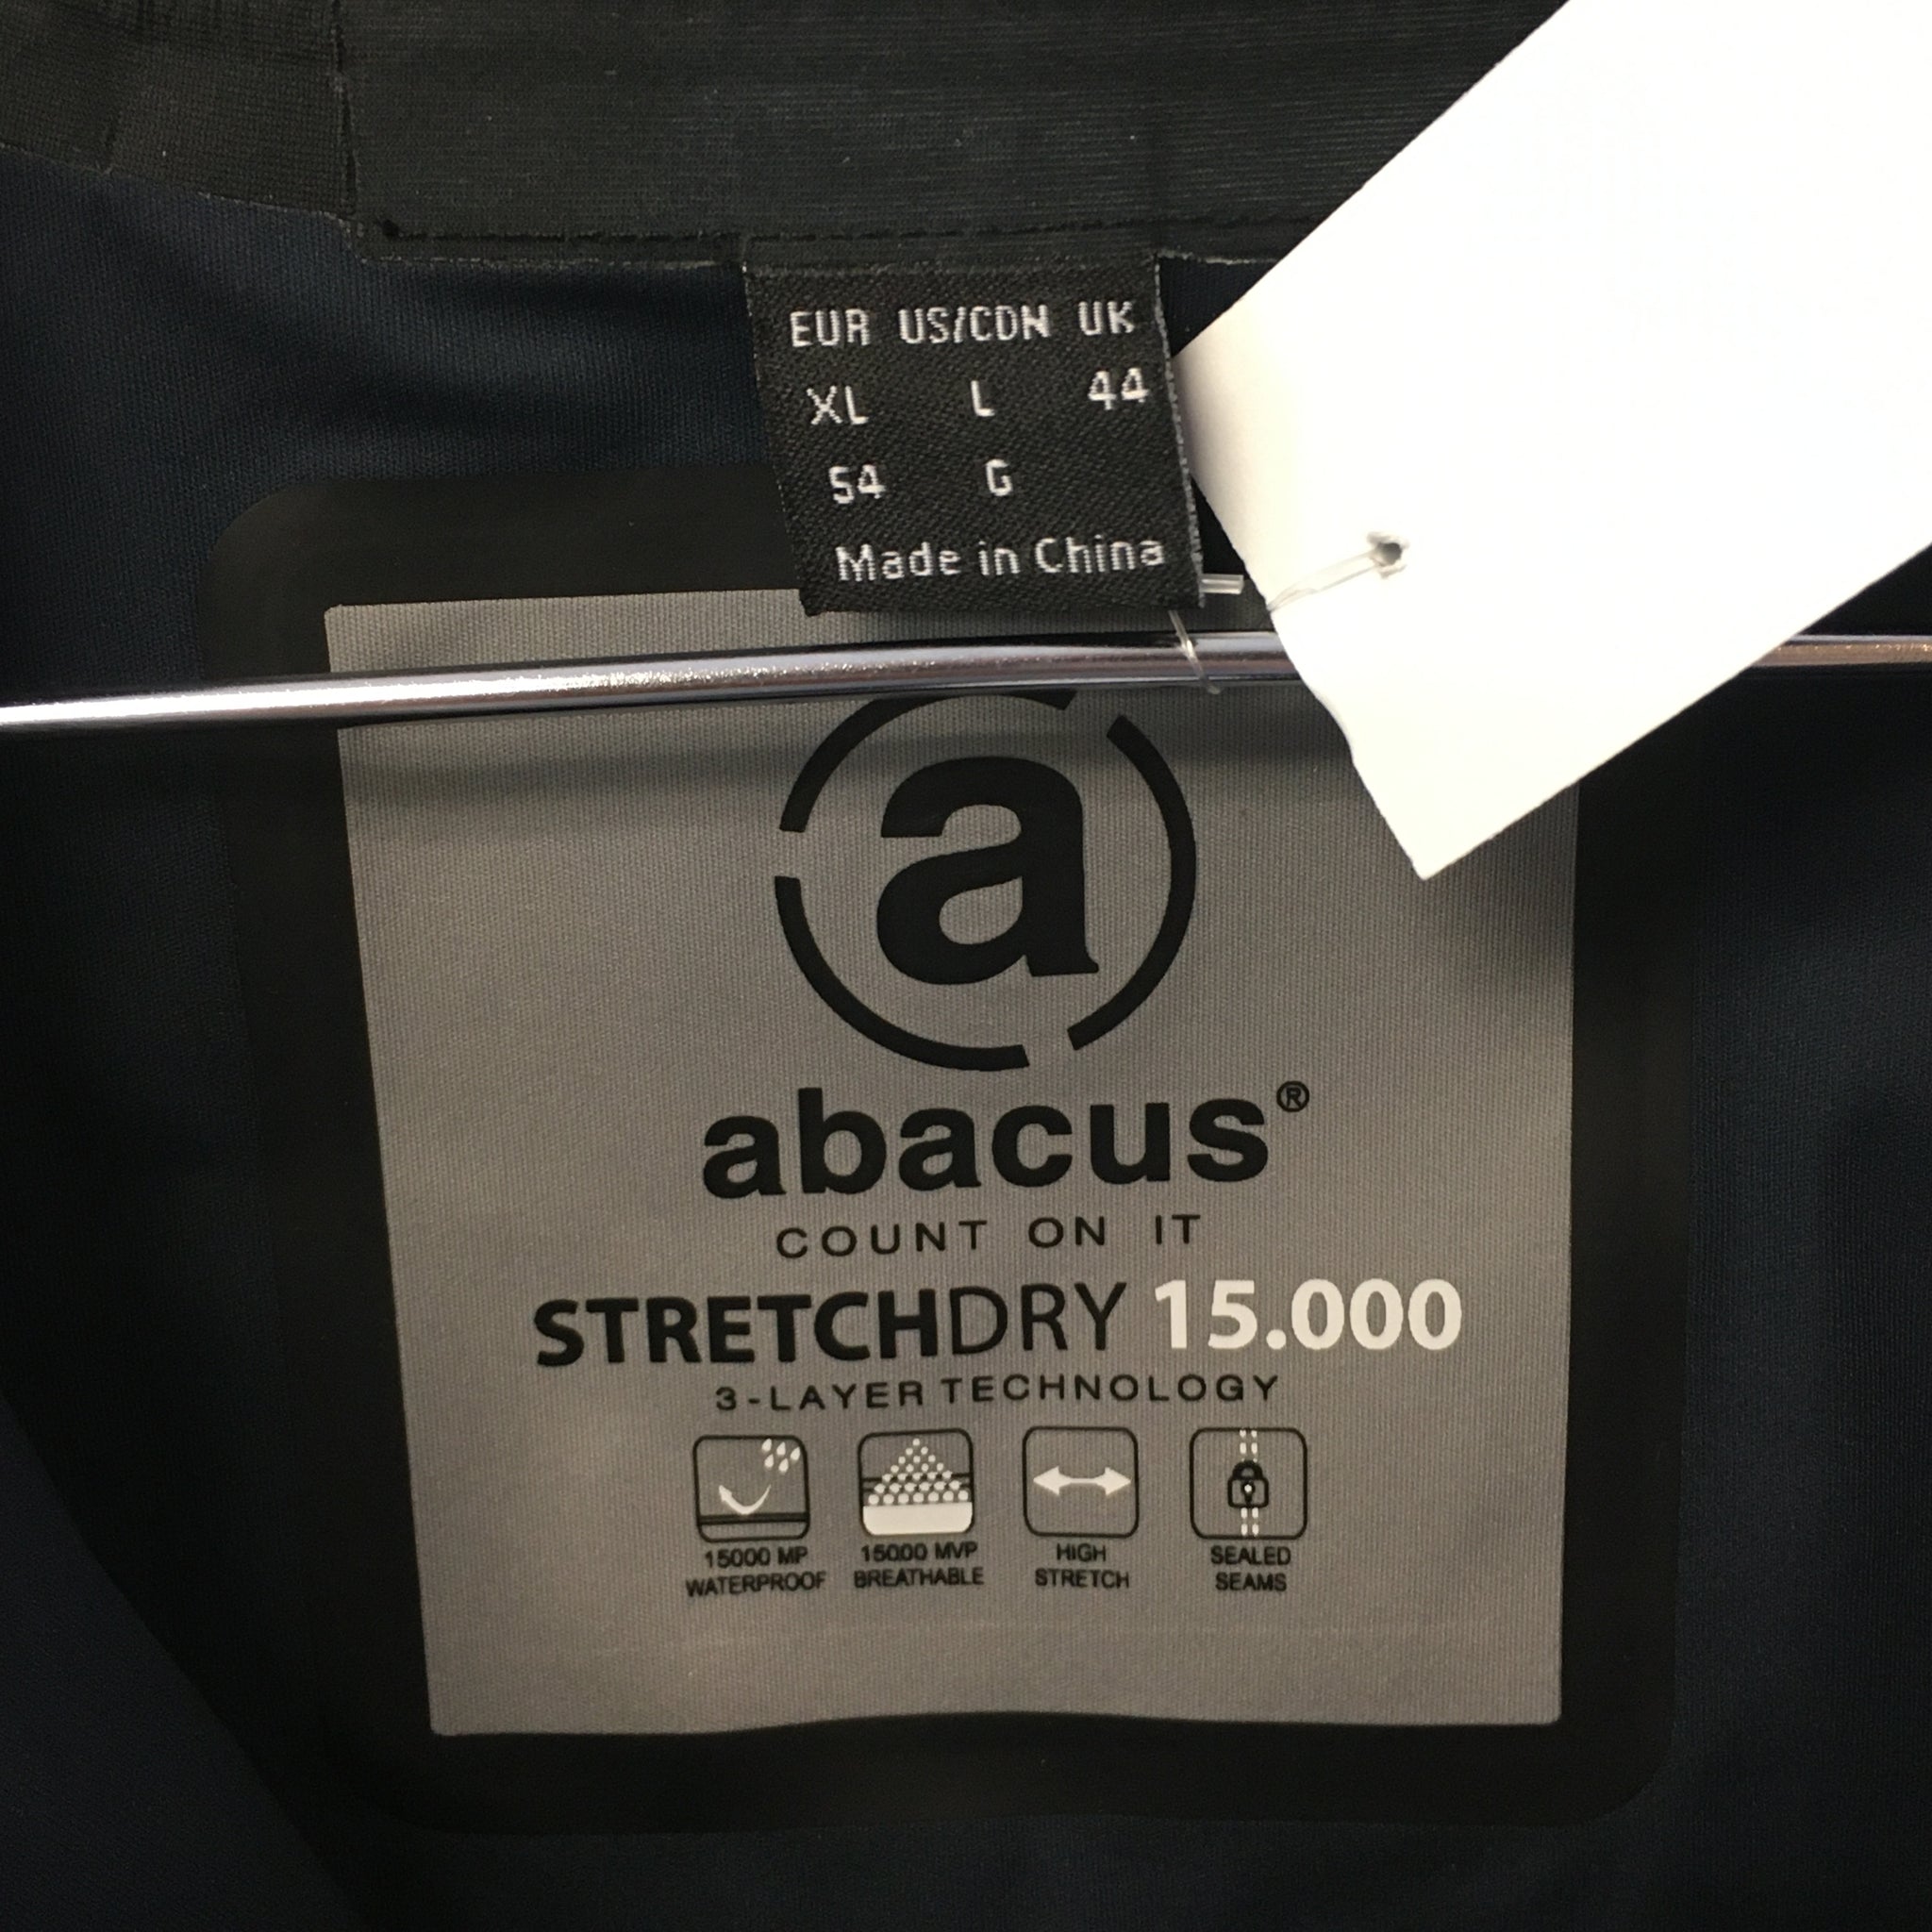 EUR US/CDN UK
XL L 44
54 G
Made in China
a
abacus®
COUNT ON IT
STRETCHDRY 15.000
3-LAYER TECHNOLOGY
15000 MP 15000 MVP HIGH SEALED
WATERPROOF BREATHABLE STRETCH SEAMS